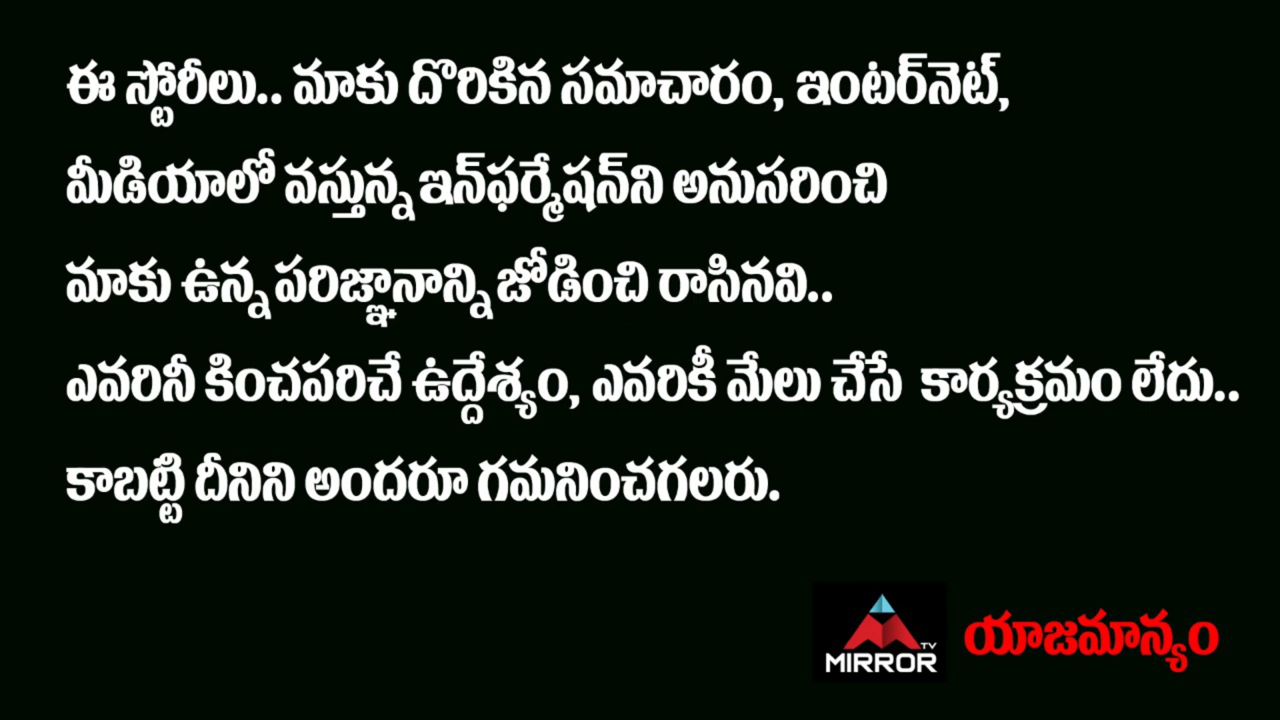 ఈ స్టోరీలు.. మాకు దొరికిన సమాచారం, ఇంటర్‌నెట్,
మీడియాలో వస్తున్న ఇన్‌ఫర్మేషన్‌ని అనుసరించి
మాకు ఉన్న పరిజ్ఞానాన్ని జోడించి రాసినవి..
ఎవరినీ కించపరిచే ఉద్దేశ్యం, ఎవరికీ మేలు చేసే కార్యక్రమం లేదు..
కాబట్టి దీనిని అందరూ గమనించగలరు.
TV
MIRROR
యాజమాన్యం